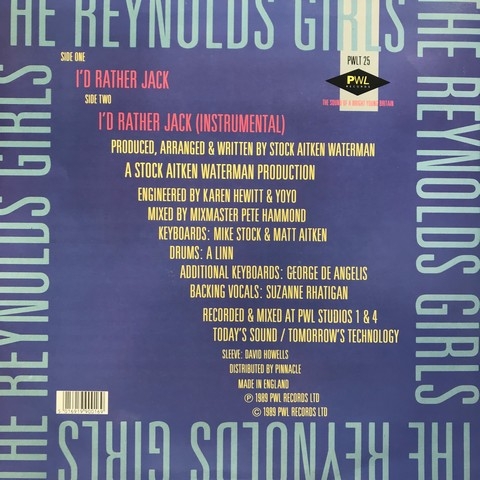 THE REYNOLDS GIRLS
THE REYNOLDS GIRLS
THE REYNOLDS GIRLS
THE REYNOLDS GIRLS
PWLT 25
PWL
RECORDS
THE SOUND OF A BRIGHT YOUNG BRITAIN
SIDE ONE
I'D RATHER JACK
SIDE TWO
I'D RATHER JACK (INSTRUMENTAL)
PRODUCED, ARRANGED & WRITTEN BY STOCK AITKEN WATERMAN
A STOCK AITKEN WATERMAN PRODUCTION
ENGINEERED BY KAREN HEWITT & YOYO
MIXED BY MIXMASTER PETE HAMMOND
KEYBOARDS: MIKE STOCK & MATT AITKEN
DRUMS: A LINN
ADDITIONAL KEYBOARDS: GEORGE DE ANGELIS
BACKING VOCALS: SUZANNE RHATIGAN
RECORDED & MIXED AT PWL STUDIOS 1 & 4
TODAY'S SOUND / TOMORROW'S TECHNOLOGY
SLEEVE: DAVID HOWELLS
DISTRIBUTED BY PINNACLE
MADE IN ENGLAND
Ⓟ 1989 PWL RECORDS LTD
© 1989 PWL RECORDS LTD